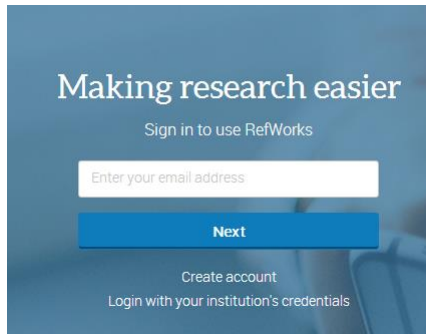 Making research easier
Sign in to use RefWorks
Enter your email address
Next
Create account
Login with your institution's credentials